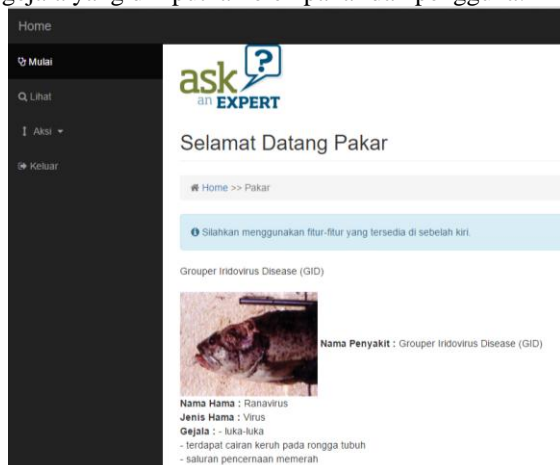 Home
Mulai
Lihat
Aksi
Keluar
ask ?
an EXPERT
Selamat Datang Pakar
Home >> Pakar
Silahkan menggunakan fitur-fitur yang tersedia di sebelah kiri.
Grouper Iridovirus Disease (GID)
Nama Penyakit : Grouper Iridovirus Disease (GID)
Nama Hama : Ranavirus
Jenis Hama : Virus
Gejala : - luka-luka
- terdapat cairan keruh pada rongga tubuh
- saluran pencernaan memerah